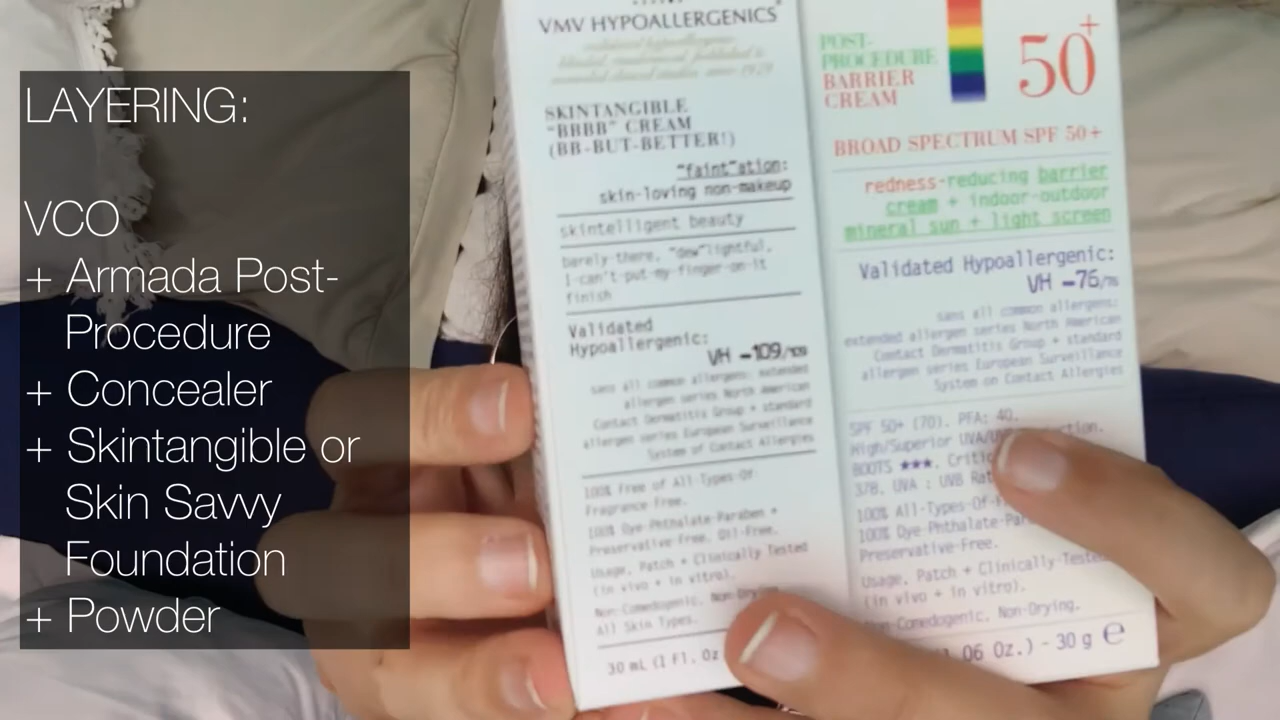 LAYERING:
VCO
+ Armada Post-
Procedure
+ Concealer
+ Skintangible or
Skin Savvy
Foundation
+ Powder
VMV HYPOALLERGENICS
SKINTANGIBLE
"BBBB" CREAM
(BB-BUT-BETTER!)
"faint"ation:
skin-loving non-makeup
skintelligent beauty
barely-there, "dew"lightful,
I-can't-put-my-finger-on-it
finish
Validated
Hypoallergenic:
VH -109/109
sans all common allergens: extended
allergen series North American
Contact Dermatitis Group + standard
allergen series European Surveillance
System of Contact Allergies
100% Free of All-Types-Of-
Fragrance-Free.
100% Dye-Phthalate-Paraben +
Preservative-Free. Oil-Free.
Usage, Patch + Clinically Tested
(in vivo + in vitro).
Non-Comedogenic, Non-Drying.
All Skin Types.
30 mL (1 Fl. Oz
POST-
PROCEDURE
BARRIER
CREAM
50+
BROAD SPECTRUM SPF 50+
redness-reducing barrier
cream + indoor-outdoor
mineral sun + light screen
Validated Hypoallergenic:
VH -76/76
sans all common allergens:
extended allergen series North American
Contact Dermatitis Group + standard
allergen series European Surveillance
System on Contact Allergies
SPF 50+ (70). PFA: 40.
High/Superior
BOOTS ★★★.
378, UVA : UVB
100% All-Types-Of-
100% Dye-Phthalate-
Preservative-Free.
Usage, Patch + Clinically-Tested
(in vivo + in vitro).
Non-Comedogenic, Non-Drying.
06 Oz.) - 30 g ℮